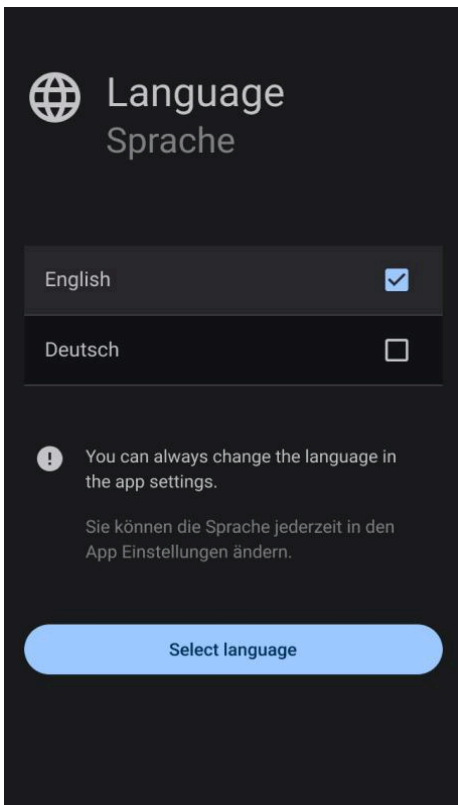 Language
Sprache
English
Deutsch
You can always change the language in
the app settings.
Sie können die Sprache jederzeit in den
App Einstellungen ändern.
Select language